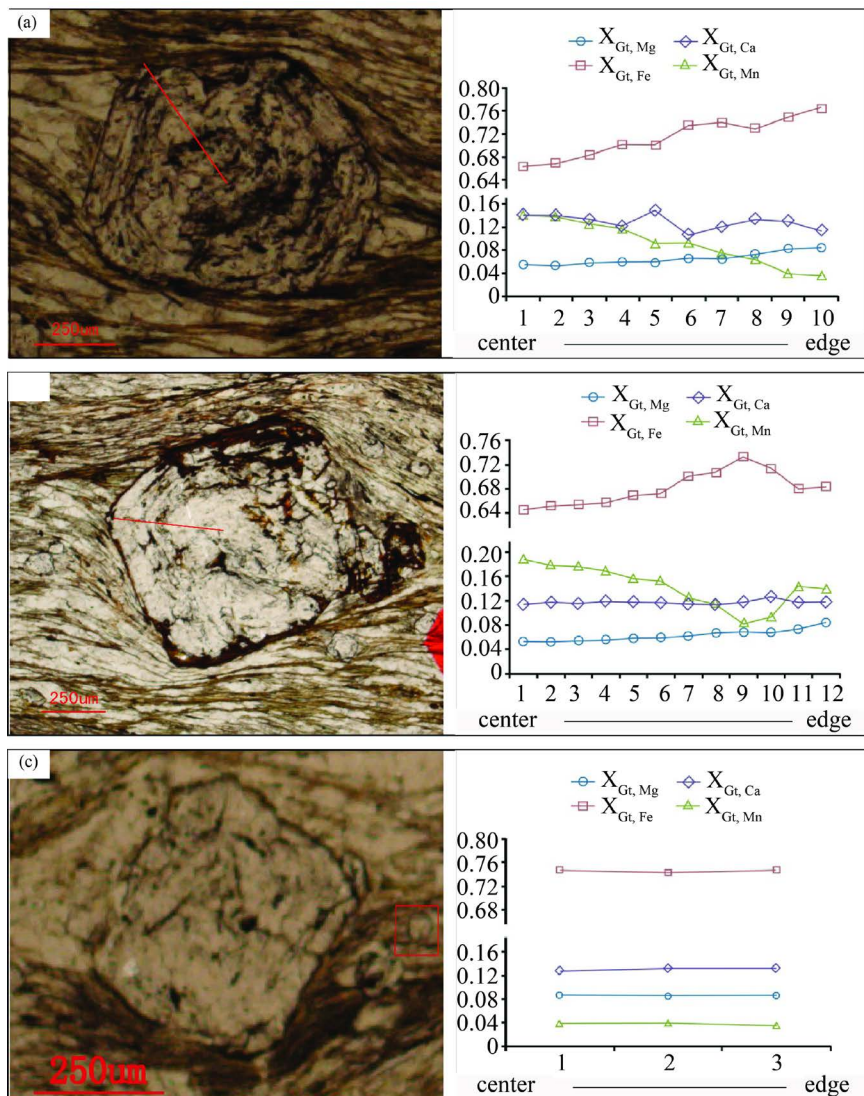 (a)
250um
X Gt, Mg X Gt, Ca
X Gt, Fe X Gt, Mn
0.80
0.76
0.72
0.68
0.64
0.16
0.12
0.08
0.04
0
1 2 3 4 5 6 7 8 9 10
center edge
250um
X Gt, Mg X Gt, Ca
X Gt, Fe X Gt, Mn
0.76
0.72
0.68
0.64
0.20
0.16
0.12
0.08
0.04
0
1 2 3 4 5 6 7 8 9 10 11 12
center edge
(c)
250um
X Gt, Mg X Gt, Ca
X Gt, Fe X Gt, Mn
0.80
0.76
0.72
0.68
0.16
0.12
0.08
0.04
0
1 2 3
center edge